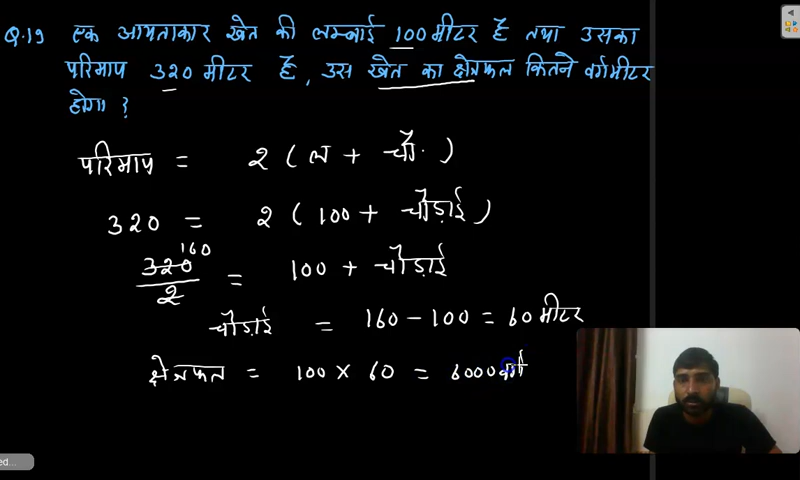 Q.19 एक आयताकार खेत की लम्बाई 100 मीटर है तथा उसका
परिमाप 320 मीटर है, उस खेत का क्षेत्रफल कितने वर्गमीटर
होगा ?
परिमाप = 2 ( ल + चौ. )
320 = 2 ( 100 + चौड़ाई )
320/2 160 = 100 + चौड़ाई
चौड़ाई = 160 - 100 = 60 मीटर
क्षेत्रफल = 100 × 60 = 6000 वर्ग
ed...